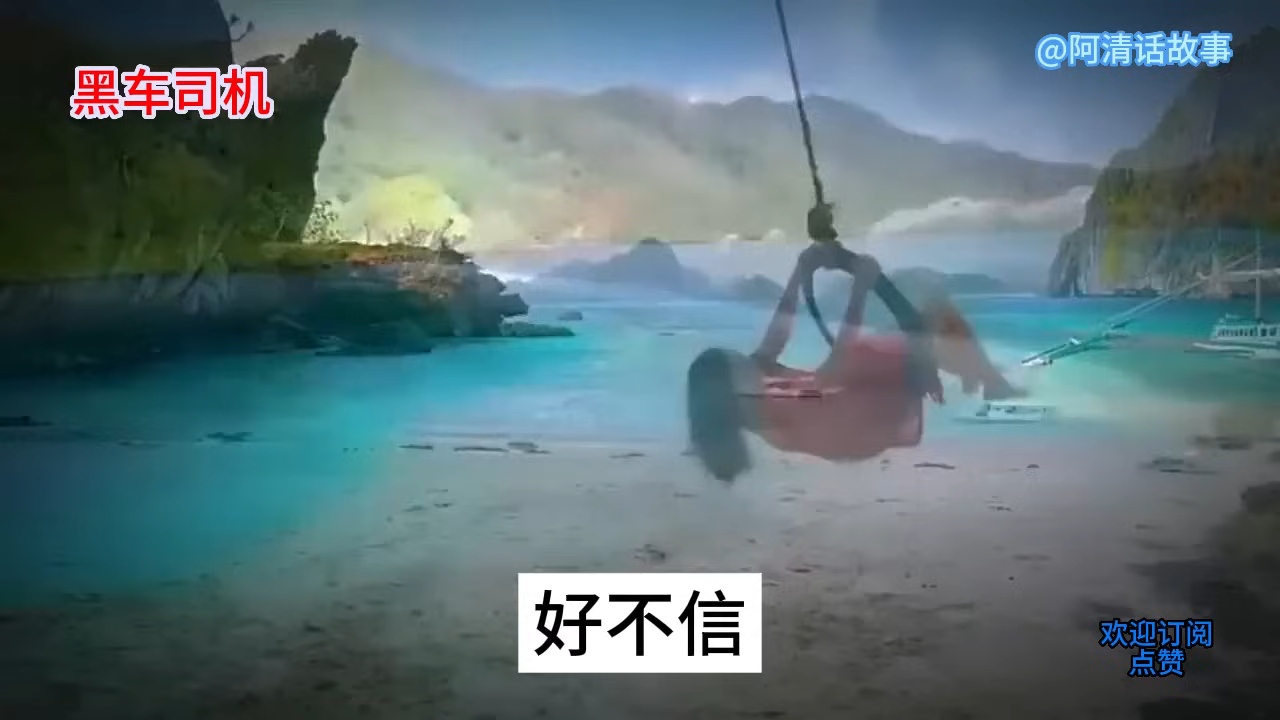 @阿清话故事
黑车司机
好不信
欢迎订阅
点赞